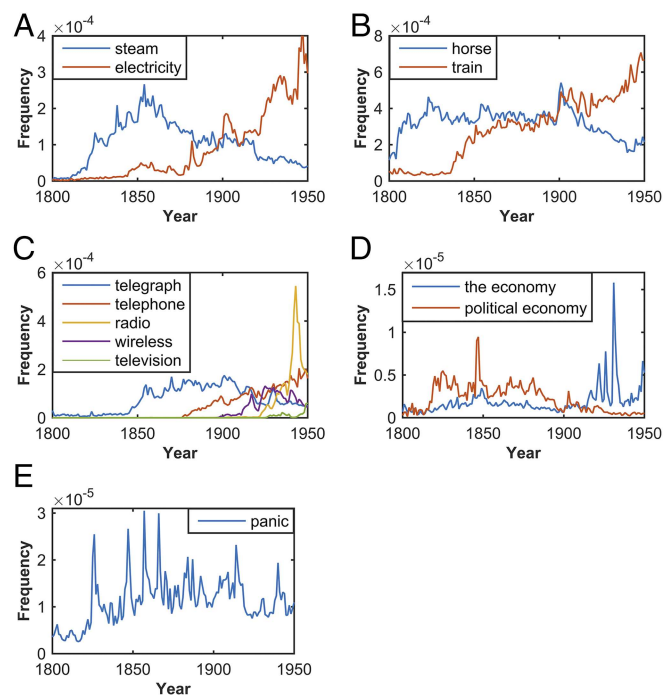 A
×10⁻⁴
4
3
2
1
0
Frequency
steam
electricity
1800 1850 1900 1950
Year
B
×10⁻⁴
8
6
4
2
0
Frequency
horse
train
1800 1850 1900 1950
Year
C
×10⁻⁴
6
4
2
0
Frequency
telegraph
telephone
radio
wireless
television
1800 1850 1900 1950
Year
D
×10⁻⁵
2
1.5
1
0.5
0
Frequency
the economy
political economy
1800 1850 1900 1950
Year
E
×10⁻⁵
3
2
1
0
Frequency
panic
1800 1850 1900 1950
Year